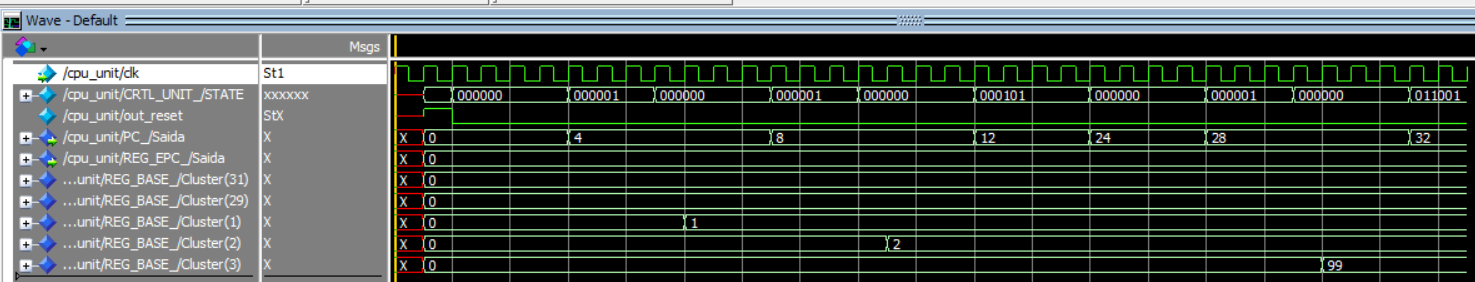 Wave - Default
Msgs
/cpu_unit/clk St1
/cpu_unit/CRTL_UNIT_/STATE xxxxxx 000000 000001 000000 000001 000000 000101 000000 000001 000000 011001
/cpu_unit/out_reset StX
/cpu_unit/PC_/Saida X X 0 4 8 12 24 28 32
/cpu_unit/REG_EPC_/Saida X X 0
...unit/REG_BASE_/Cluster(31) X X 0
...unit/REG_BASE_/Cluster(29) X X 0
...unit/REG_BASE_/Cluster(1) X X 0 1
...unit/REG_BASE_/Cluster(2) X X 0 2
...unit/REG_BASE_/Cluster(3) X X 0 99